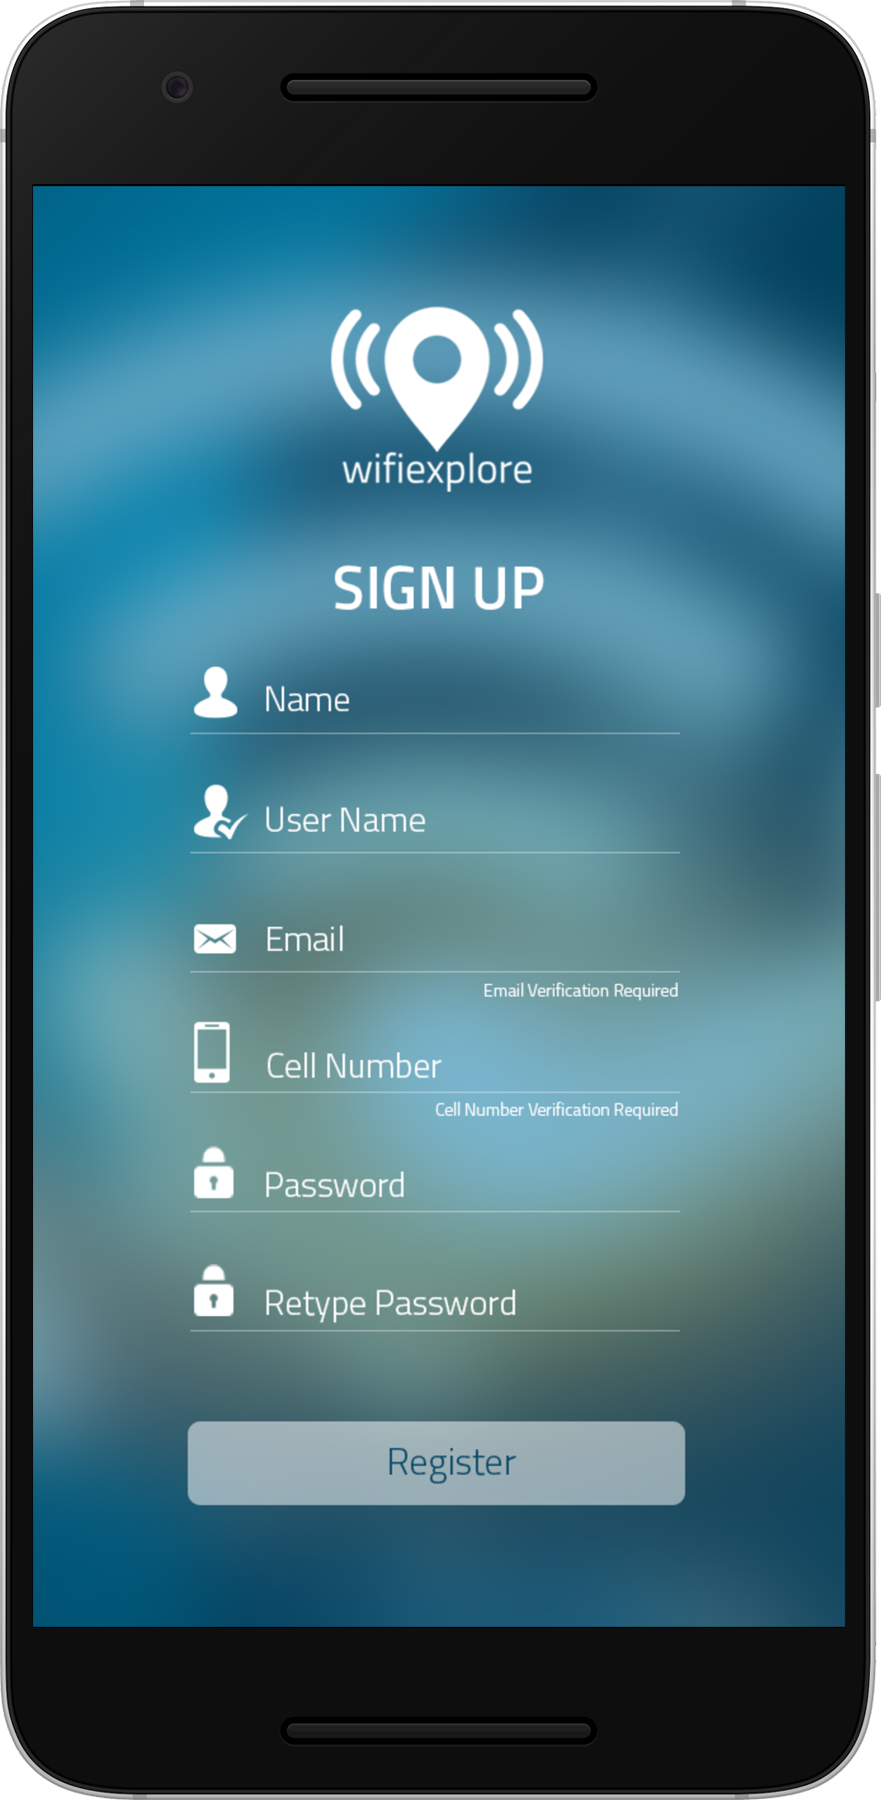 wifiexplore
SIGN UP
Name
User Name
Email
Email Verification Required
Cell Number
Cell Number Verification Required
Password
Retype Password
Register